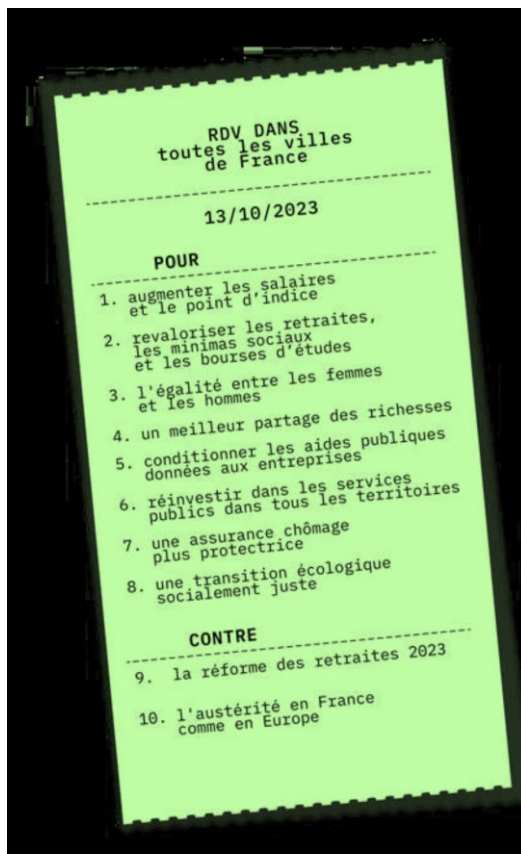 RDV DANS
toutes les villes
de France
13/10/2023
POUR
1. augmenter les salaires
et le point d’indice
2. revaloriser les retraites,
les minimas sociaux
et les bourses d’études
3. l'égalité entre les femmes
et les hommes
4. un meilleur partage des richesses
5. conditionner les aides publiques
données aux entreprises
6. réinvestir dans les services
publics dans tous les territoires
7. une assurance chômage
plus protectrice
8. une transition écologique
socialement juste
CONTRE
9. la réforme des retraites 2023
10. l'austérité en France
comme en Europe